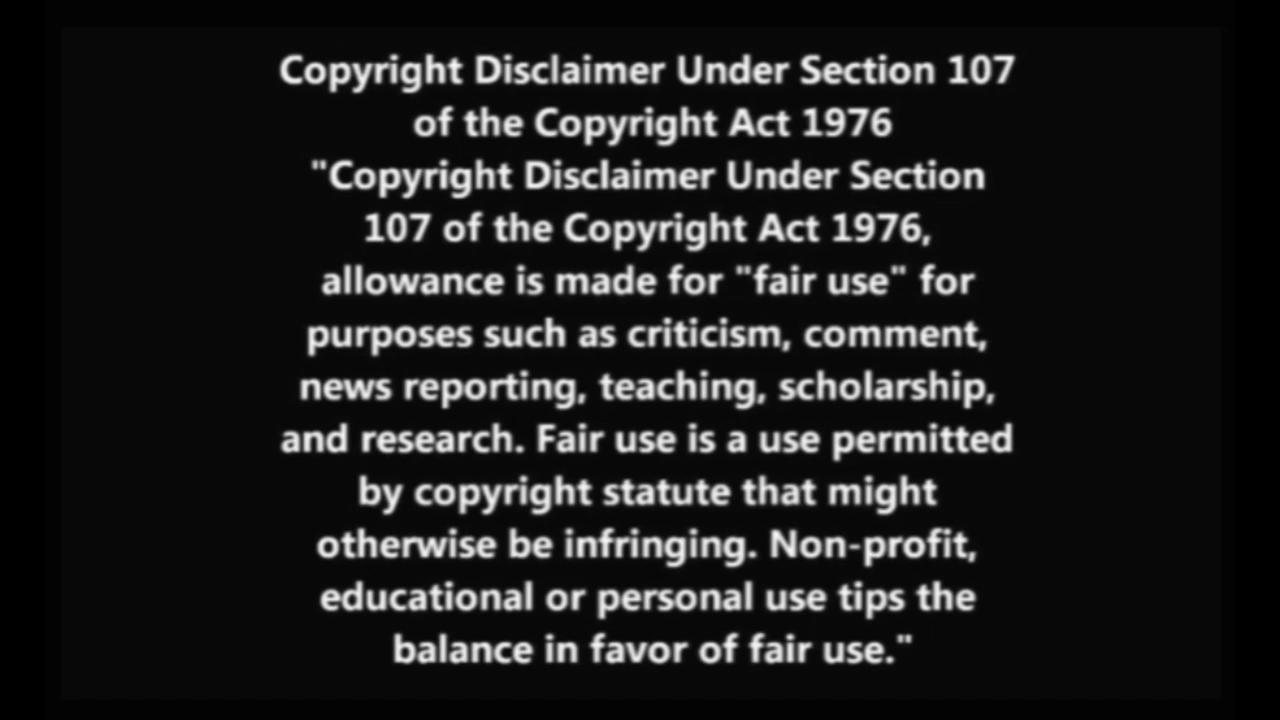 Copyright Disclaimer Under Section 107
of the Copyright Act 1976
"Copyright Disclaimer Under Section
107 of the Copyright Act 1976,
allowance is made for "fair use" for
purposes such as criticism, comment,
news reporting, teaching, scholarship,
and research. Fair use is a use permitted
by copyright statute that might
otherwise be infringing. Non-profit,
educational or personal use tips the
balance in favor of fair use."